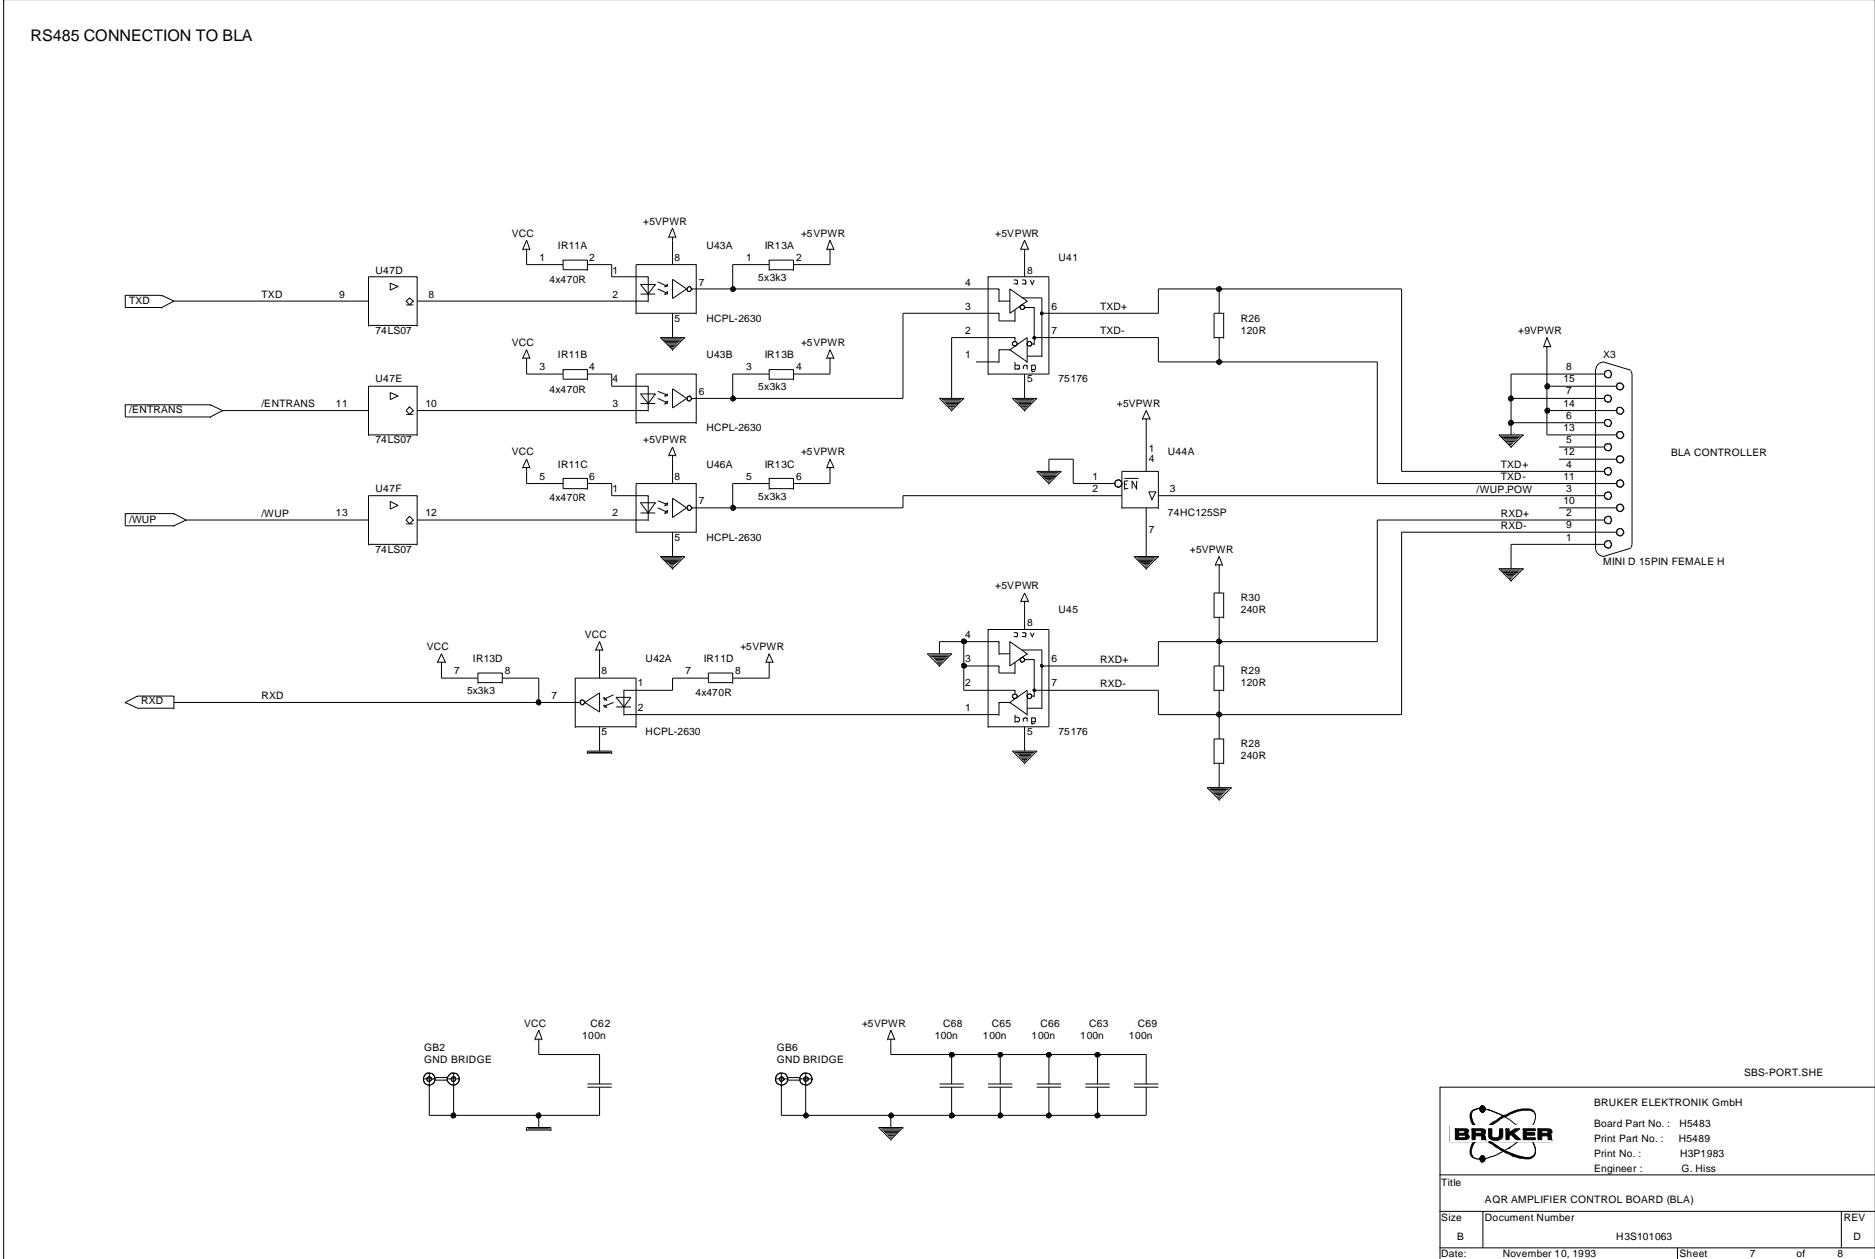 RS485 CONNECTION TO BLA
+5VPWR
VCC
IR11A
1
2
4x470R
8
U43A
IR13A
1
2
5x3k3
+5VPWR
U47D
TXD
TXD
9
8
74LS07
1
2
7
5
HCPL-2630
VCC
IR11B
3
4
4x470R
U43B
IR13B
3
4
5x3k3
+5VPWR
U47E
/ENTRANS
/ENTRANS
11
10
74LS07
4
3
6
HCPL-2630
+5VPWR
VCC
IR11C
5
6
4x470R
8
U46A
IR13C
5
6
5x3k3
+5VPWR
U47F
/WUP
/WUP
13
12
74LS07
1
2
7
5
HCPL-2630
+5VPWR
8
U41
4
3
2
1
6
7
5
TXD+
TXD-
75176
R26
120R
+5VPWR
1
4
U44A
1
2
EN
3
74HC125SP
7
+9VPWR
X3
8
15
7
14
6
13
5
12
TXD+
4
TXD-
11
/WUP.POW
3
10
RXD+
2
RXD-
9
1
BLA CONTROLLER
MINI D 15PIN FEMALE H
+5VPWR
R30
240R
R29
120R
R28
240R
+5VPWR
8
U45
4
3
2
1
6
7
5
RXD+
RXD-
75176
VCC
IR13D
7
8
5x3k3
VCC
8
U42A
IR11D
7
8
4x470R
+5VPWR
RXD
RXD
7
1
2
5
HCPL-2630
VCC
C62
100n
GB2
GND BRIDGE
+5VPWR
C68
100n
C65
100n
C66
100n
C63
100n
C69
100n
GB6
GND BRIDGE
SBS-PORT.SHE
BRUKER
BRUKER ELEKTRONIK GmbH
Board Part No. : H5483
Print Part No. : H5489
Print No. : H3P1983
Engineer : G. Hiss
Title
AQR AMPLIFIER CONTROL BOARD (BLA)
Size
Document Number
REV
B
H3S101063
D
Date: November 10, 1993
Sheet 7 of 8